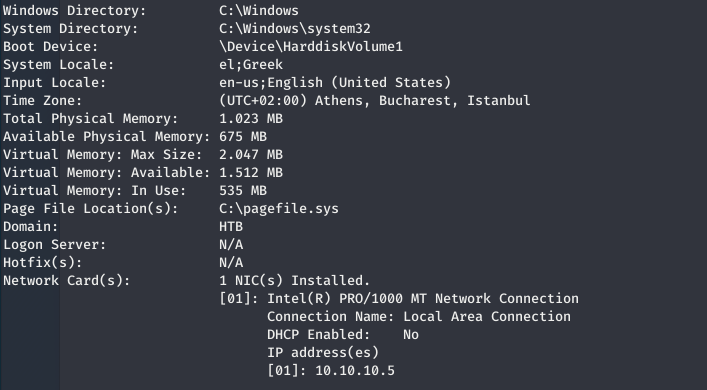 Windows Directory: C:\Windows
System Directory: C:\Windows\system32
Boot Device: \Device\HarddiskVolume1
System Locale: el;Greek
Input Locale: en-us;English (United States)
Time Zone: (UTC+02:00) Athens, Bucharest, Istanbul
Total Physical Memory: 1.023 MB
Available Physical Memory: 675 MB
Virtual Memory: Max Size: 2.047 MB
Virtual Memory: Available: 1.512 MB
Virtual Memory: In Use: 535 MB
Page File Location(s): C:\pagefile.sys
Domain: HTB
Logon Server: N/A
Hotfix(s): N/A
Network Card(s): 1 NIC(s) Installed.
[01]: Intel(R) PRO/1000 MT Network Connection
Connection Name: Local Area Connection
DHCP Enabled: No
IP address(es)
[01]: 10.10.10.5